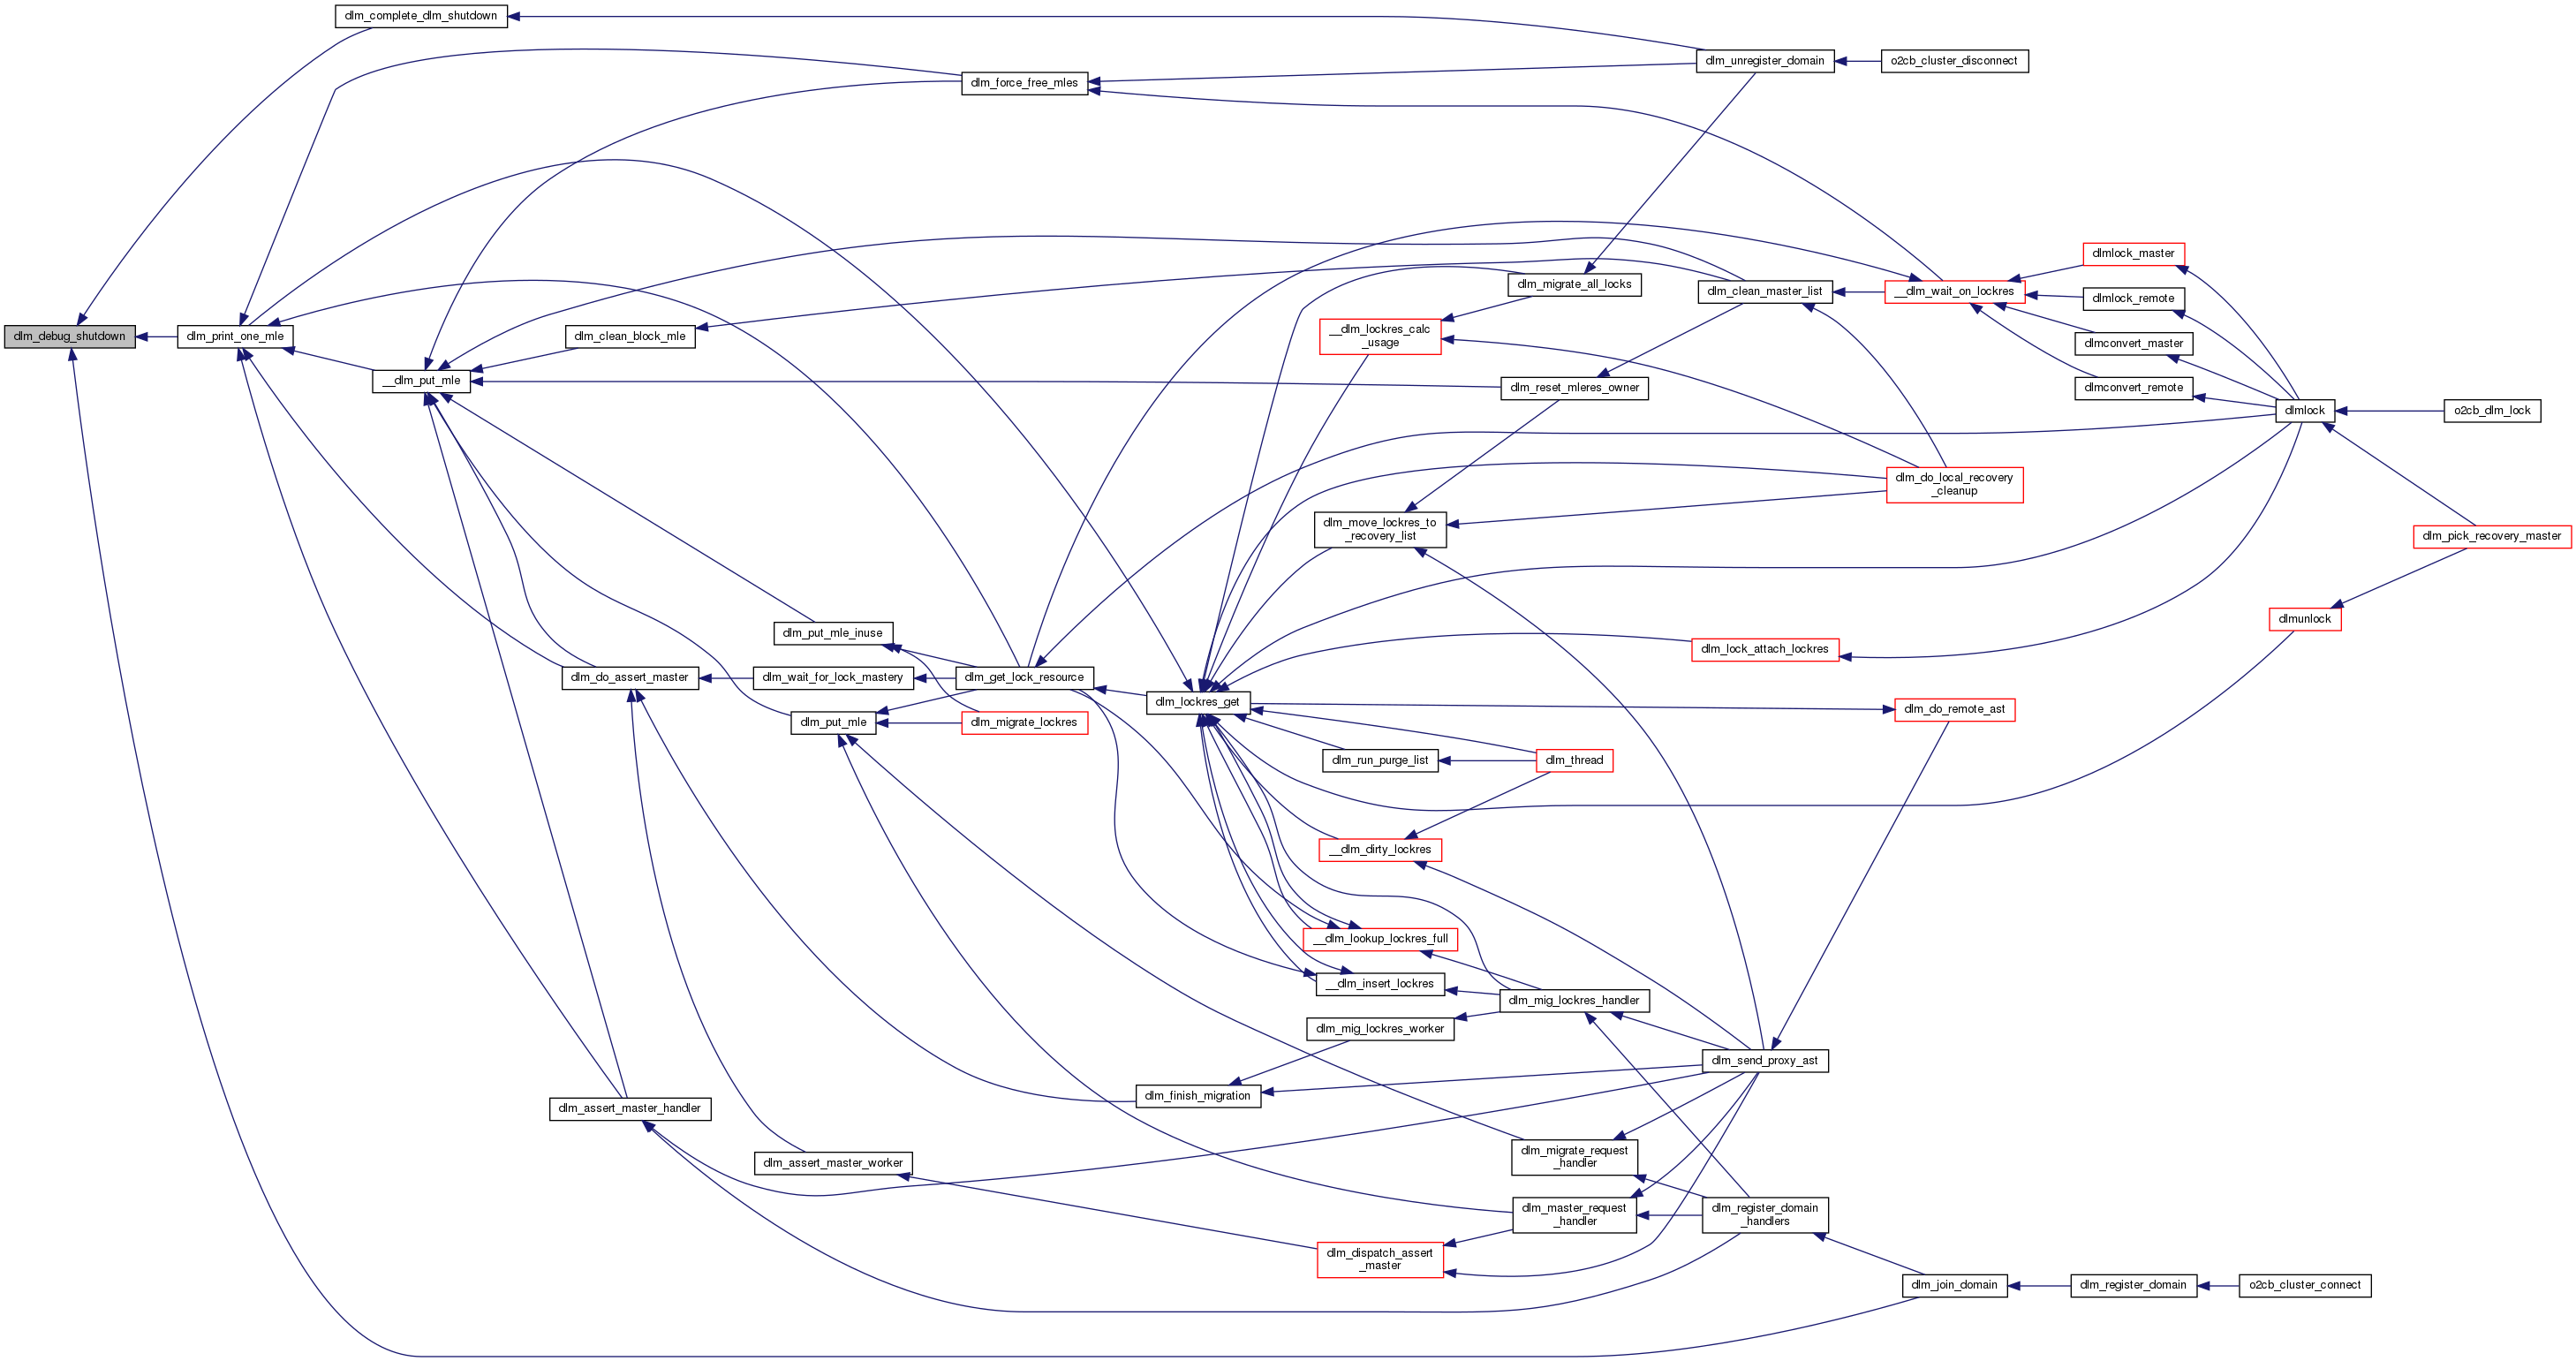 dlm_complete_dlm_shutdown
dlm_unregister_domain
o2cb_cluster_disconnect
dlm_force_free_mles
dlmlock_master
dlm_migrate_all_locks
dlm_clean_master_list
__dlm_wait_on_lockres
dlmlock_remote
dlm_debug_shutdown
dlm_print_one_mle
dlm_clean_block_mle
__dlm_lockres_calc
_usage
dlmconvert_master
__dlm_put_mle
dlm_reset_mleres_owner
dlmconvert_remote
dlmlock
o2cb_dlm_lock
dlm_do_local_recovery
_cleanup
dlm_move_lockres_to
_recovery_list
dlm_pick_recovery_master
dlmunlock
dlm_put_mle_inuse
dlm_lock_attach_lockres
dlm_do_assert_master
dlm_wait_for_lock_mastery
dlm_get_lock_resource
dlm_lockres_get
dlm_do_remote_ast
dlm_put_mle
dlm_migrate_lockres
dlm_run_purge_list
dlm_thread
__dlm_dirty_lockres
__dlm_lookup_lockres_full
__dlm_insert_lockres
dlm_mig_lockres_handler
dlm_mig_lockres_worker
dlm_send_proxy_ast
dlm_finish_migration
dlm_assert_master_handler
dlm_migrate_request
_handler
dlm_assert_master_worker
dlm_master_request
_handler
dlm_register_domain
_handlers
dlm_dispatch_assert
_master
dlm_join_domain
dlm_register_domain
o2cb_cluster_connect